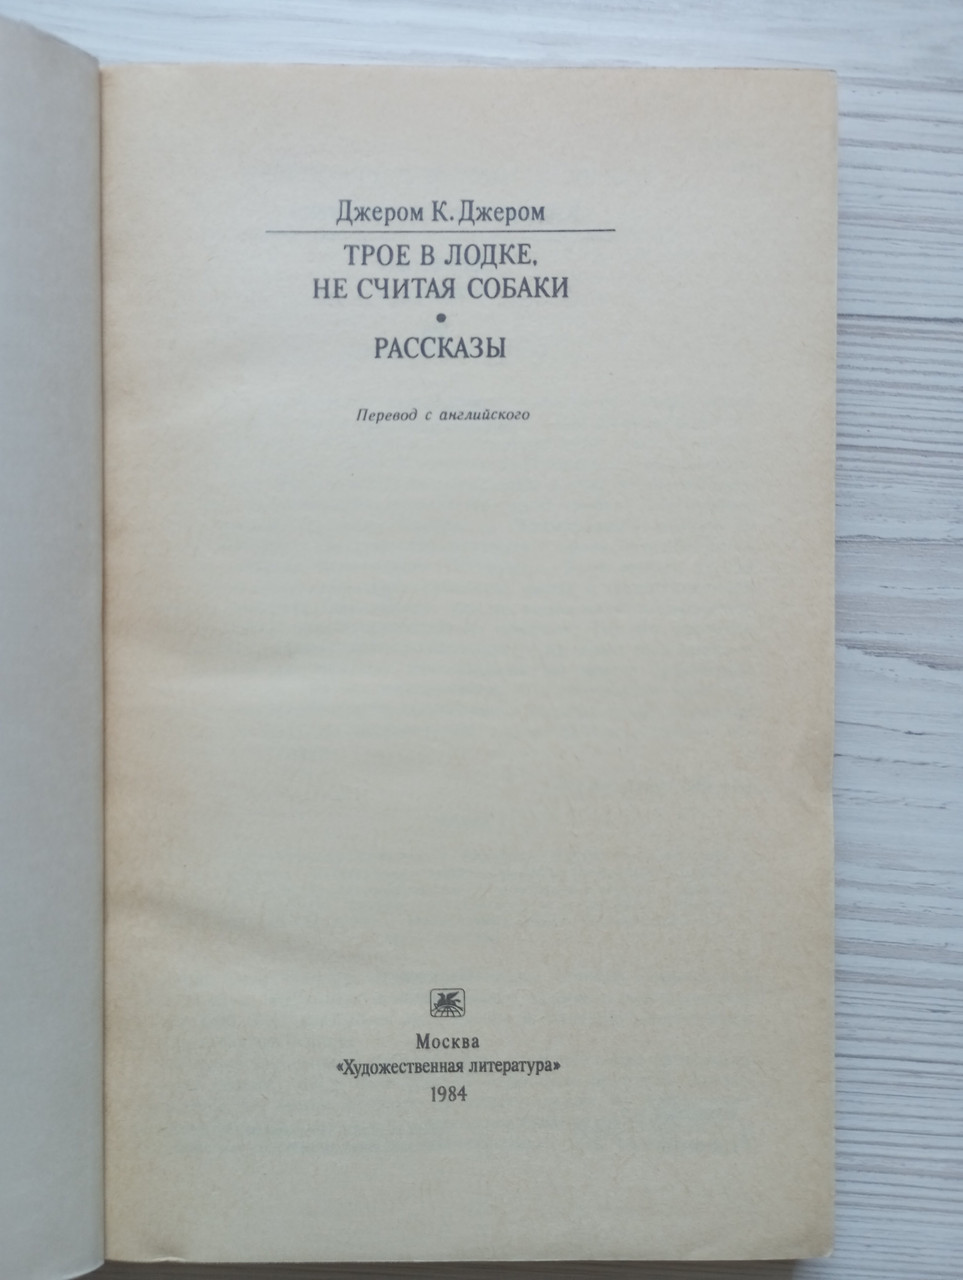 Джером К. Джером
ТРОЕ В ЛОДКЕ,
НЕ СЧИТАЯ СОБАКИ
•
РАССКАЗЫ
Перевод с английского
Москва
«Художественная литература»
1984